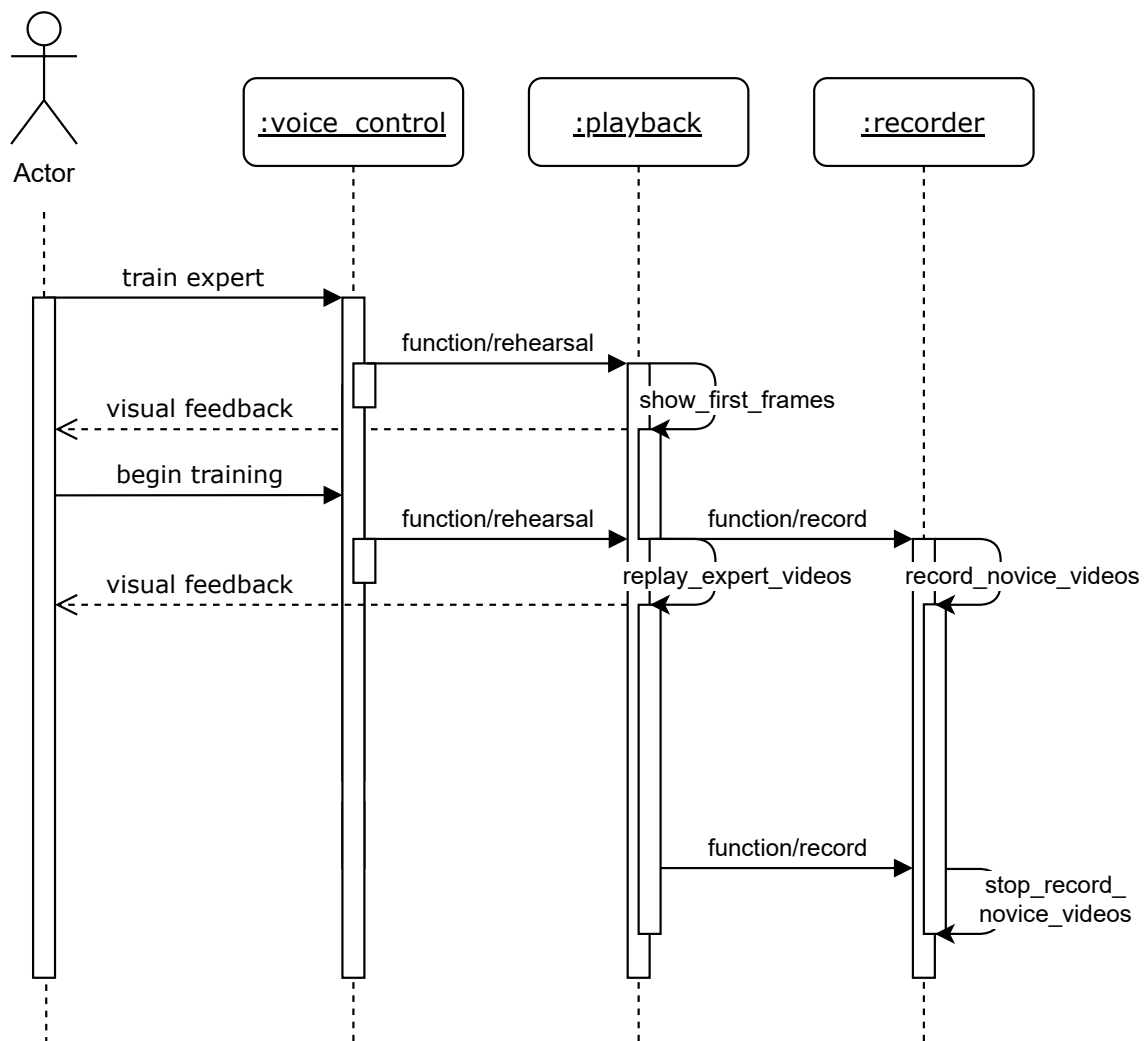 Actor
:voice_control
:playback
:recorder
train expert
function/rehearsal
show_first_frames
visual feedback
begin training
function/rehearsal
function/record
replay_expert_videos
record_novice_videos
visual feedback
function/record
stop_record_
novice_videos